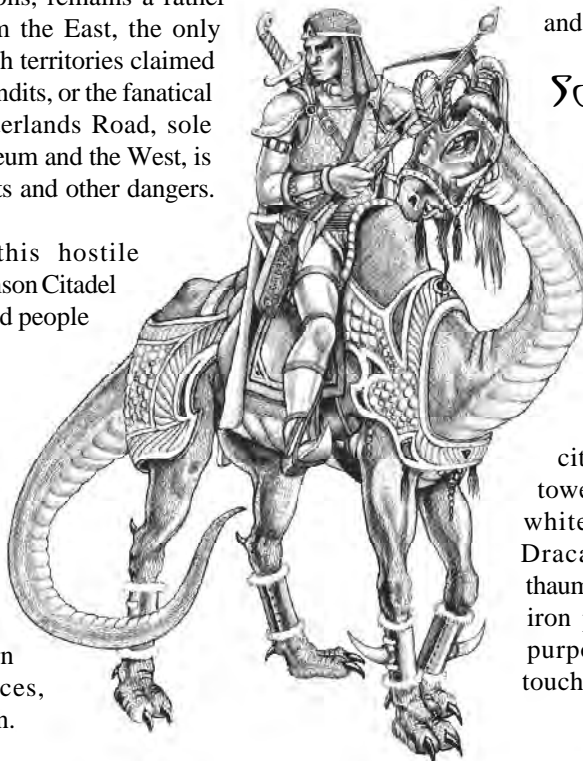 ons, remains a rather
m the East, the only
h territories claimed
ndits, or the fanatical
erlands Road, sole
eum and the West, is
ts and other dangers.
this hostile
nson Citadel
d people
n
ces,
n.
and
So
cit
towe
white
Draca
thaum
iron
purpo
touch